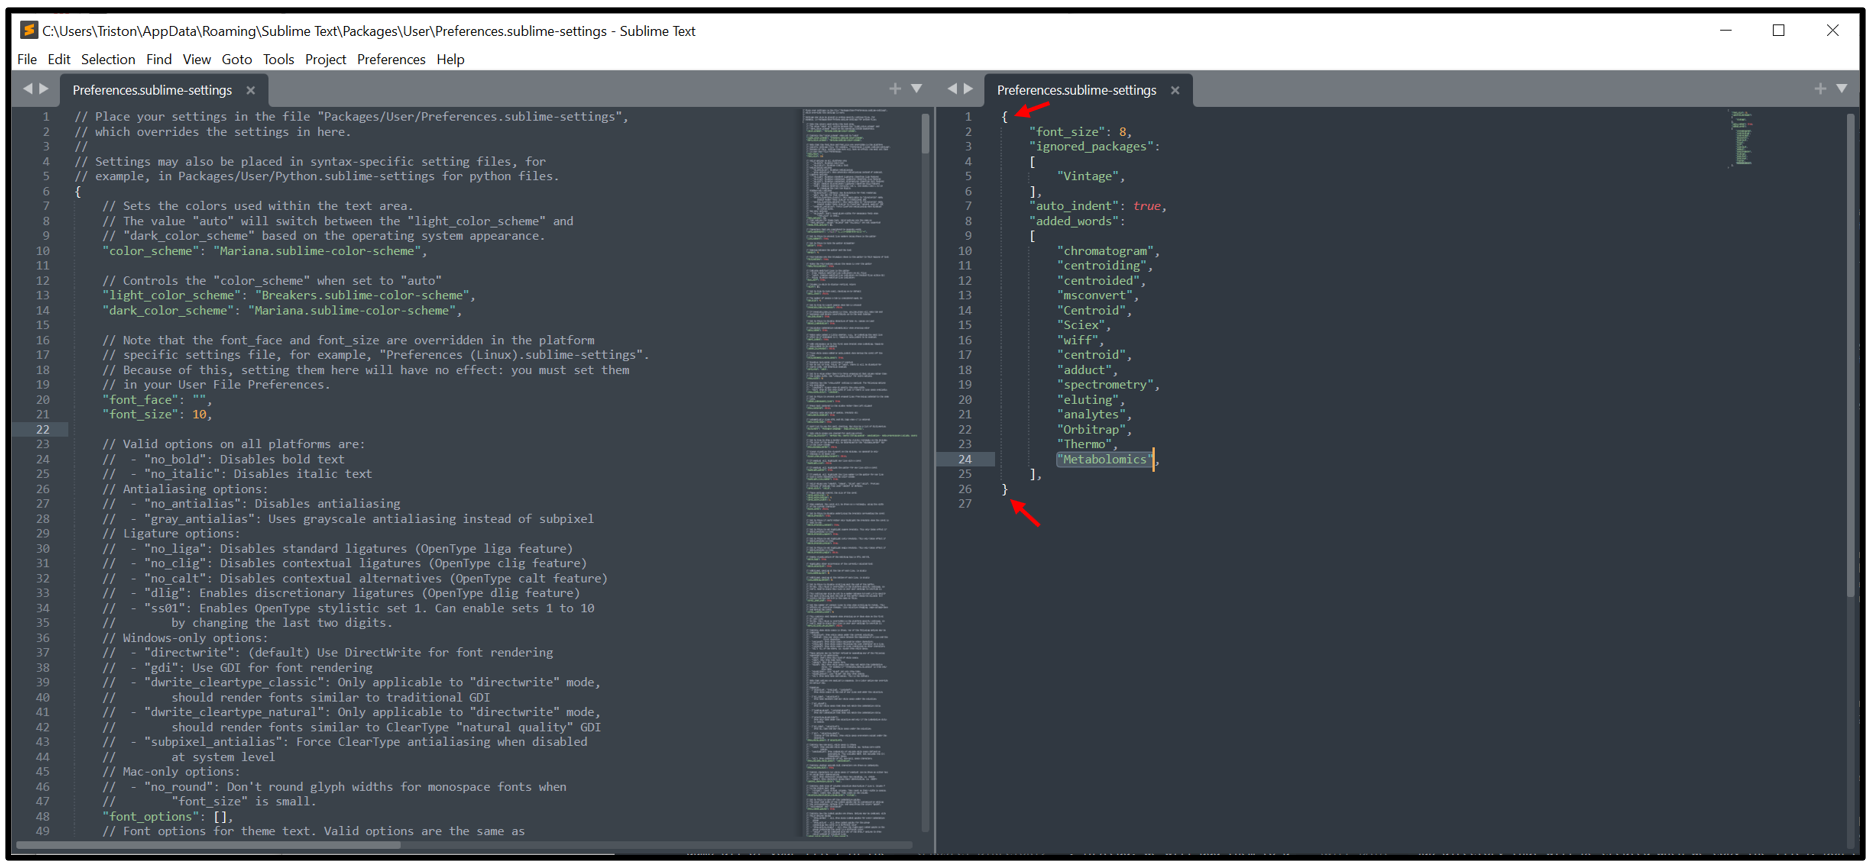 C:\Users\Triston\AppData\Roaming\Sublime Text\Packages\User\Preferences.sublime-settings - Sublime Text
File Edit Selection Find View Goto Tools Project Preferences Help
Preferences.sublime-settings
1 // Place your settings in the file "Packages/User/Preferences.sublime-settings",
2 // which overrides the settings in here.
3 //
4 // Settings may also be placed in syntax-specific setting files, for
5 // example, in Packages/User/Python.sublime-settings for python files.
6 {
7 // Sets the colors used within the text area.
8 // The value "auto" will switch between the "light_color_scheme" and
9 // "dark_color_scheme" based on the operating system appearance.
10 "color_scheme": "Mariana.sublime-color-scheme",
11
12 // Controls the "color_scheme" when set to "auto"
13 "light_color_scheme": "Breakers.sublime-color-scheme",
14 "dark_color_scheme": "Mariana.sublime-color-scheme",
15
16 // Note that the font_face and font_size are overridden in the platform
17 // specific settings file, for example, "Preferences (Linux).sublime-settings".
18 // Because of this, setting them here will have no effect: you must set them
19 // in your User File Preferences.
20 "font_face": "",
21 "font_size": 10,
22
23 // Valid options on all platforms are:
24 // - "no_bold": Disables bold text
25 // - "no_italic": Disables italic text
26 // Antialiasing options:
27 // - "no_antialias": Disables antialiasing
28 // - "gray_antialias": Uses grayscale antialiasing instead of subpixel
29 // Ligature options:
30 // - "no_liga": Disables standard ligatures (OpenType liga feature)
31 // - "no_clig": Disables contextual ligatures (OpenType clig feature)
32 // - "no_calt": Disables contextual alternatives (OpenType calt feature)
33 // - "dlig": Enables discretionary ligatures (OpenType dlig feature)
34 // - "ss01": Enables OpenType stylistic set 1. Can enable sets 1 to 10
35 // by changing the last two digits.
36 // Windows-only options:
37 // - "directwrite": (default) Use DirectWrite for font rendering
38 // - "gdi": Use GDI for font rendering
39 // - "dwrite_cleartype_classic": Only applicable to "directwrite" mode,
40 // should render fonts similar to traditional GDI
41 // - "dwrite_cleartype_natural": Only applicable to "directwrite" mode,
42 // should render fonts similar to ClearType "natural quality" GDI
43 // - "subpixel_antialias": Force ClearType antialiasing when disabled
44 // at system level
45 // Mac-only options:
46 // - "no_round": Don't round glyph widths for monospace fonts when
47 // "font_size" is small.
48 "font_options": [],
49 // Font options for theme text. Valid options are the same as
Preferences.sublime-settings
1 {
2 "font_size": 8,
3 "ignored_packages":
4 [
5 "Vintage",
6 ],
7 "auto_indent": true,
8 "added_words":
9 [
10 "chromatogram",
11 "centroiding",
12 "centroided",
13 "msconvert",
14 "Centroid",
15 "Sciex",
16 "wiff",
17 "centroid",
18 "adduct",
19 "spectrometry",
20 "eluting",
21 "analytes",
22 "Orbitrap",
23 "Thermo",
24 "Metabolomics",
25 ],
26 }
27